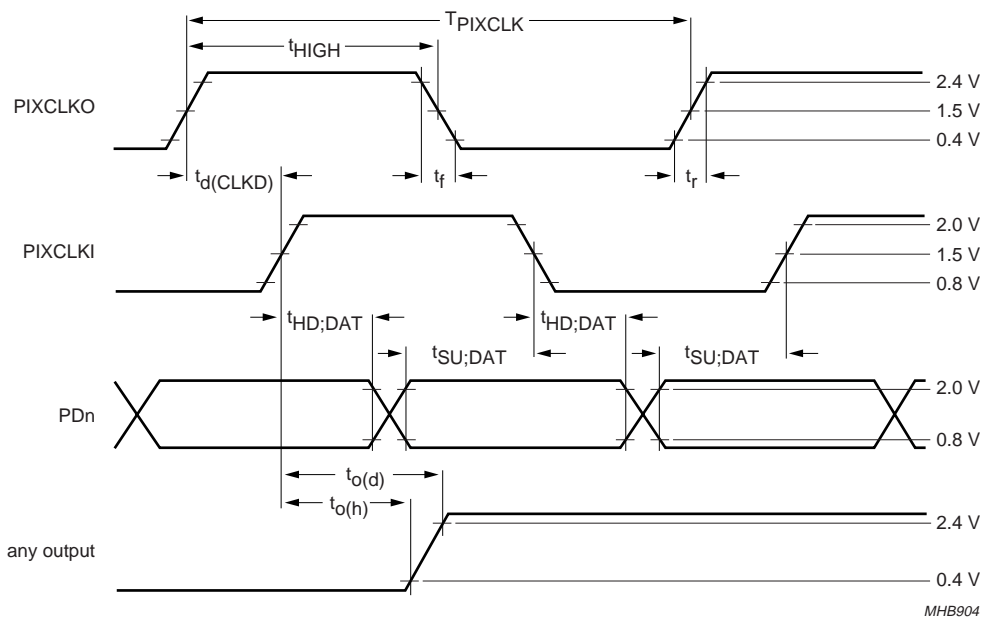 TPIXCLK
tHIGH
PIXCLKO
2.4 V
1.5 V
0.4 V
td(CLKD)
tf
tr
PIXCLKI
2.0 V
1.5 V
0.8 V
tHD;DAT
tHD;DAT
tSU;DAT
tSU;DAT
PDn
2.0 V
0.8 V
to(d)
to(h)
any output
2.4 V
0.4 V
MHB904